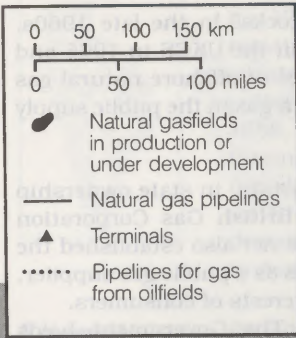 0 50 100 150 km
0 50 100 miles
Natural gasfields
in production or
under development
Natural gas pipelines
Terminals
Pipelines for gas
from oilfields